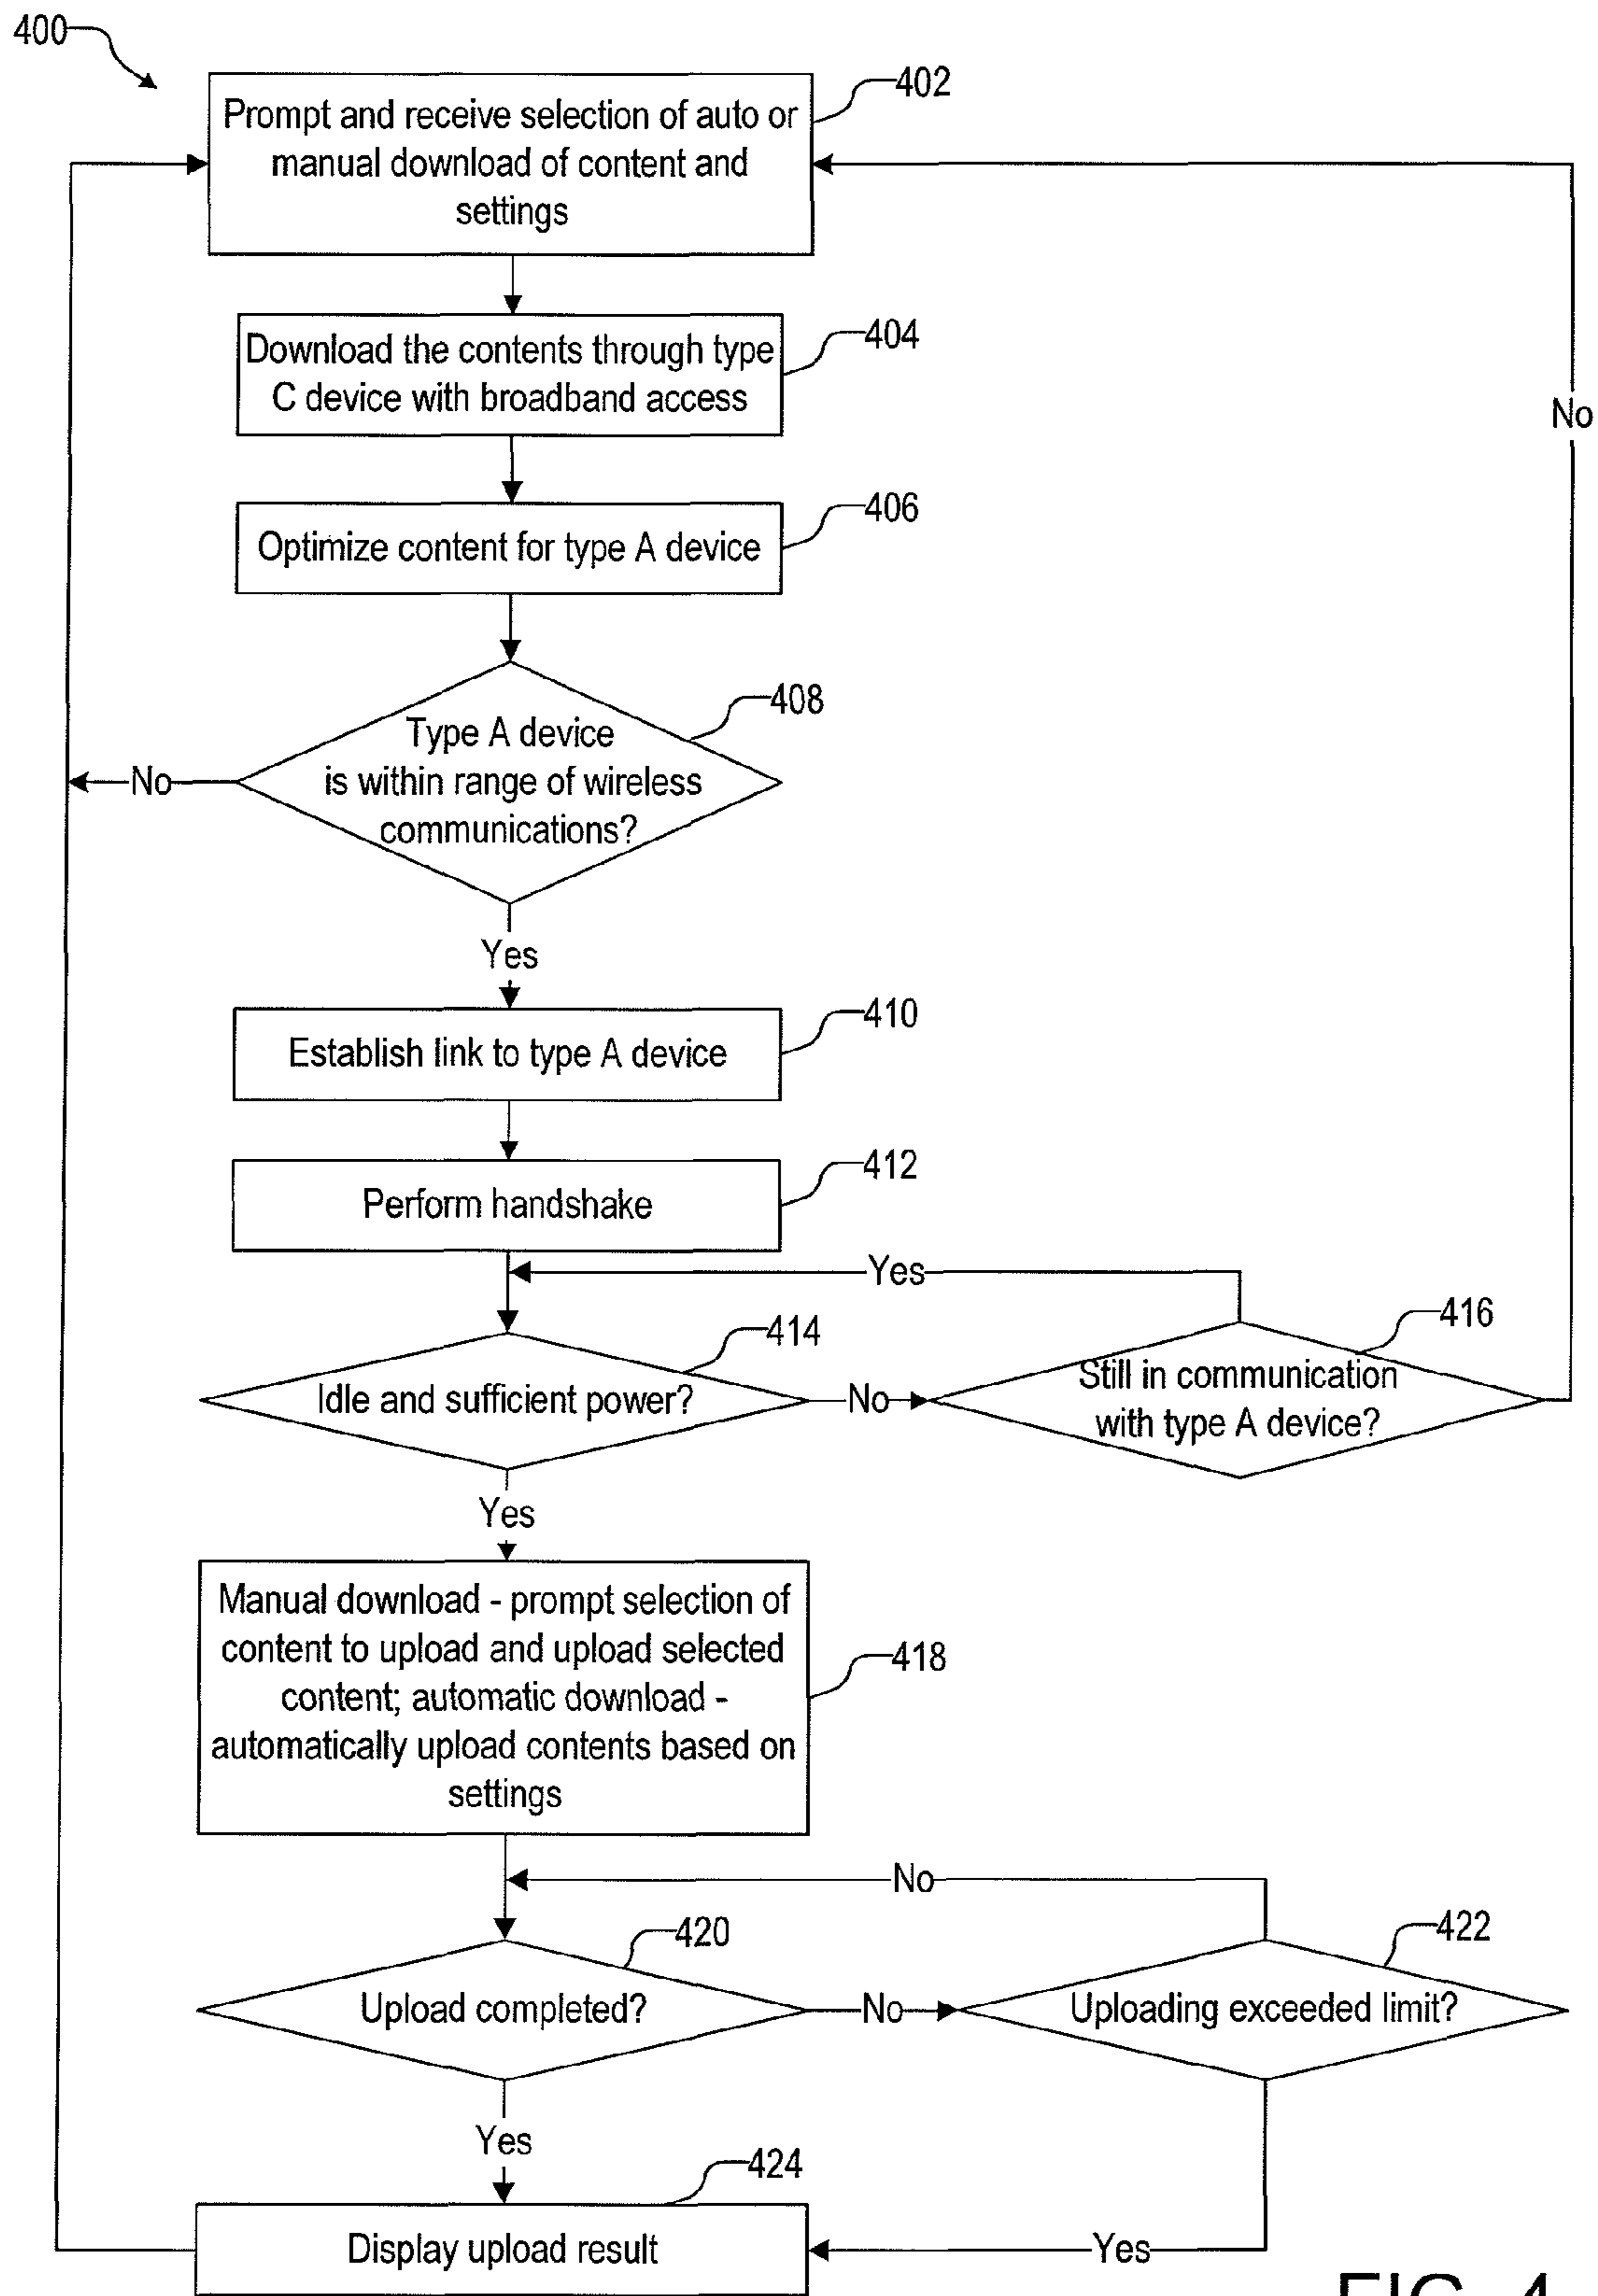 400
402
Prompt and receive selection of auto or
manual download of content and
settings
404
Download the contents through type
C device with broadband access
No
406
Optimize content for type A device
408
Type A device
is within range of wireless
communications?
No
Yes
410
Establish link to type A device
412
Perform handshake
Yes
414
416
Idle and sufficient power?
No
Still in communication
with type A device?
Yes
Manual download - prompt selection of
content to upload and upload selected
content; automatic download -
automatically upload contents based on
settings
418
No
420
422
Upload completed?
No
Uploading exceeded limit?
Yes
424
Display upload result
Yes
FIG. 4